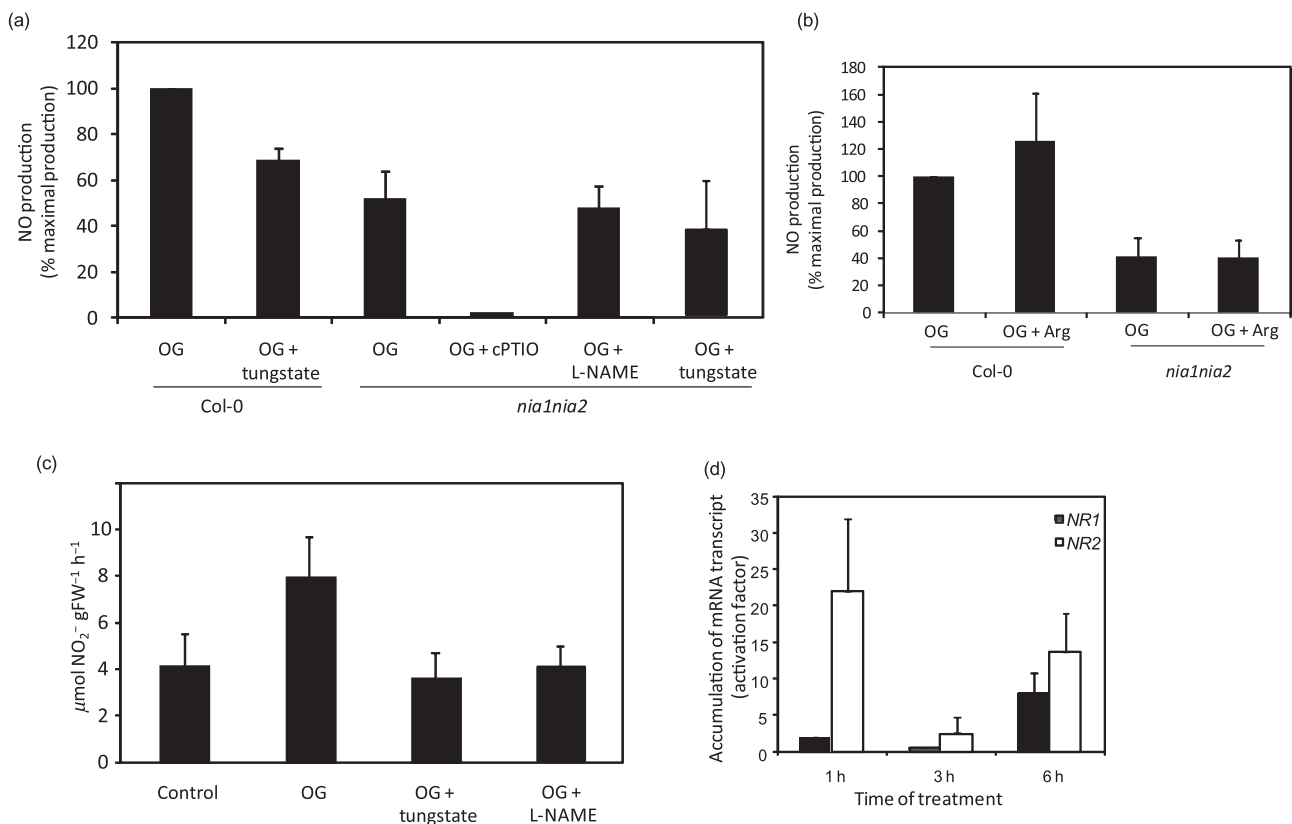 (a)
NO production
(% maximal production)
120
100
80
60
40
20
0
OG
OG +
tungstate
OG
OG + cPTIO
OG +
L-NAME
OG +
tungstate
Col-0
nia1nia2
(b)
NO production
(% maximal production)
180
160
140
120
100
80
60
40
20
0
OG
OG + Arg
OG
OG + Arg
Col-0
nia1nia2
(c)
µmol NO₂⁻ gFW⁻¹ h⁻¹
10
8
6
4
2
0
Control
OG
OG +
tungstate
OG +
L-NAME
(d)
Accumulation of mRNA transcript
(activation factor)
35
30
25
20
15
10
5
0
NR1
NR2
1 h
3 h
6 h
Time of treatment